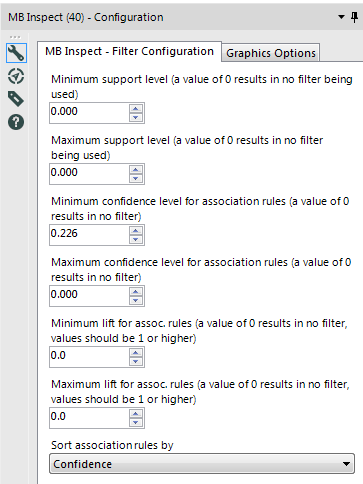 MB Inspect (40) - Configuration
MB Inspect - Filter Configuration
Graphics Options
Minimum support level (a value of 0 results in no filter being
used)
0.000
Maximum support level (a value of 0 results in no filter
being used)
0.000
Minimum confidence level for association rules (a value of 0
results in no filter)
0.226
Maximum confidence level for association rules (a value of 0
results in no filter)
0.000
Minimum lift for assoc. rules (a value of 0 results in no filter,
values should be 1 or higher)
0.0
Maximum lift for assoc. rules (a value of 0 results in no filter,
values should be 1 or higher)
0.0
Sort association rules by
Confidence